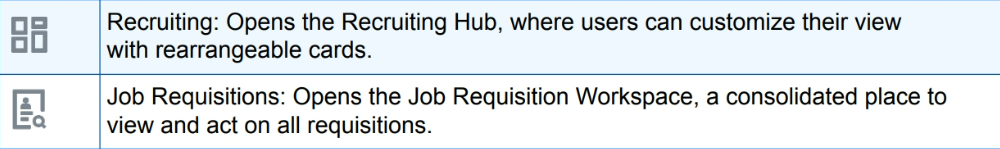 Recruiting: Opens the Recruiting Hub, where users can customize their view
with rearrangeable cards.
Job Requisitions: Opens the Job Requisition Workspace, a consolidated place to
view and act on all requisitions.